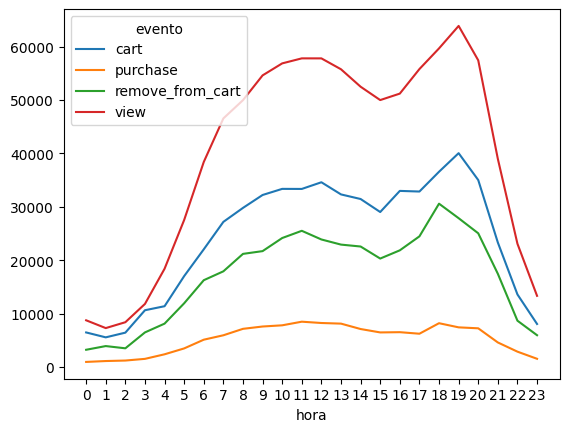 evento
cart
purchase
remove_from_cart
view
60000
50000
40000
30000
20000
10000
0
0 1 2 3 4 5 6 7 8 9 10 11 12 13 14 15 16 17 18 19 20 21 22 23
hora